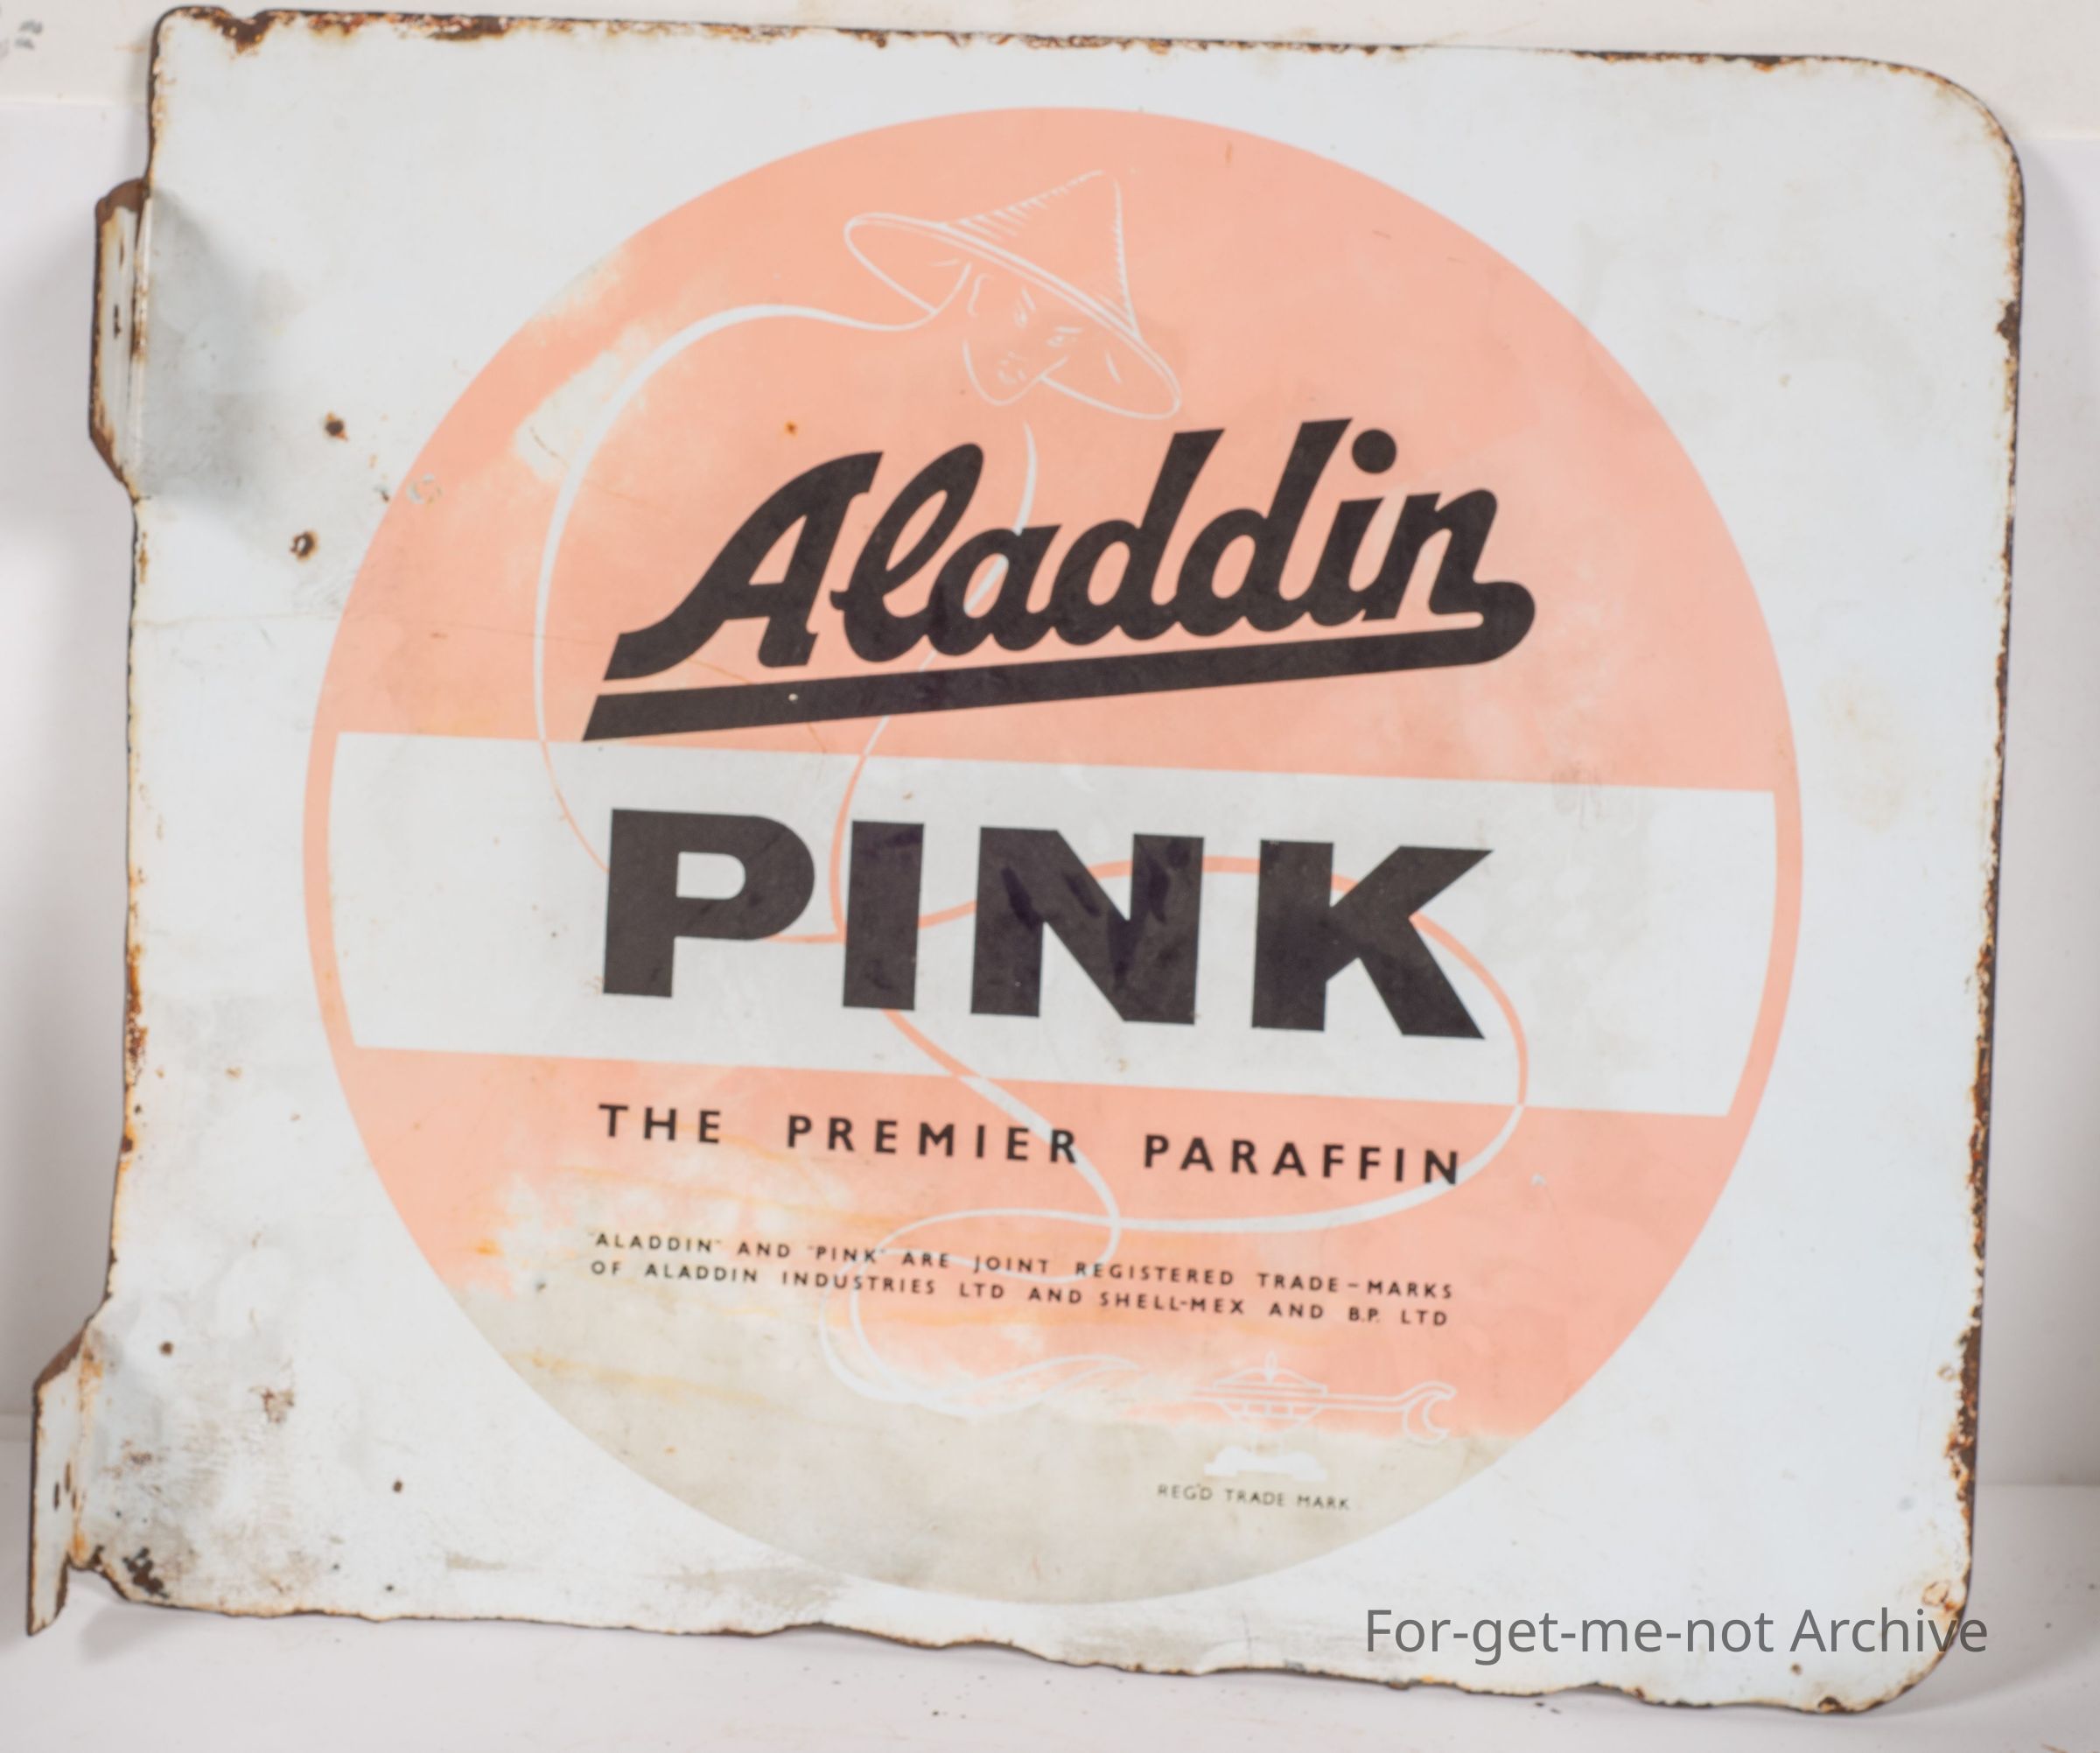 Aladdin
PINK
THE PREMIER PARAFFIN
"ALADDIN" AND "PINK" ARE JOINT REGISTERED TRADE-MARKS
OF ALADDIN INDUSTRIES LTD AND SHELL-MEX AND B.P. LTD
REG'D TRADE MARK
For-get-me-not Archive